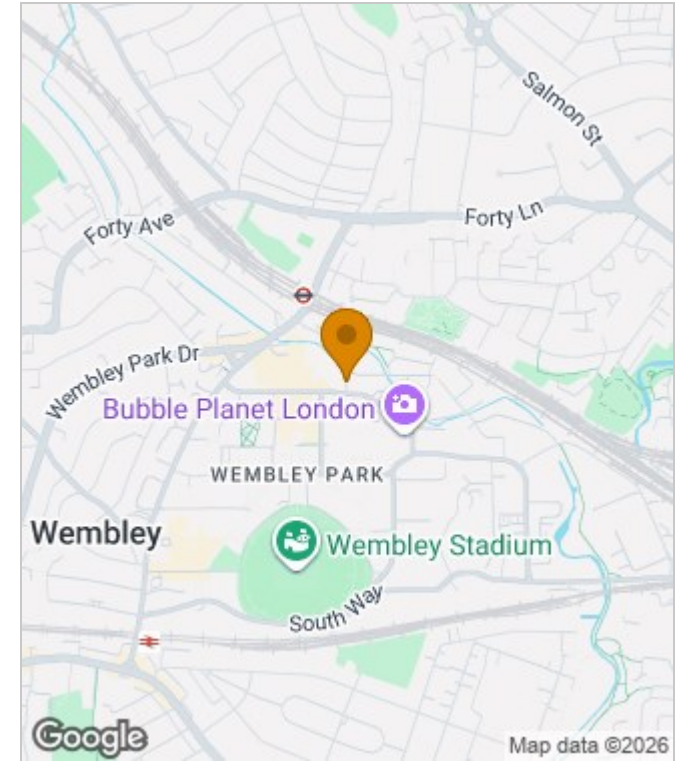 Salmon St
Forty Ave
Forty Ln
Wembley Park Dr
Bubble Planet London
WEMBLEY PARK
Wembley
Wembley Stadium
South Way
Google
Map data ©2026